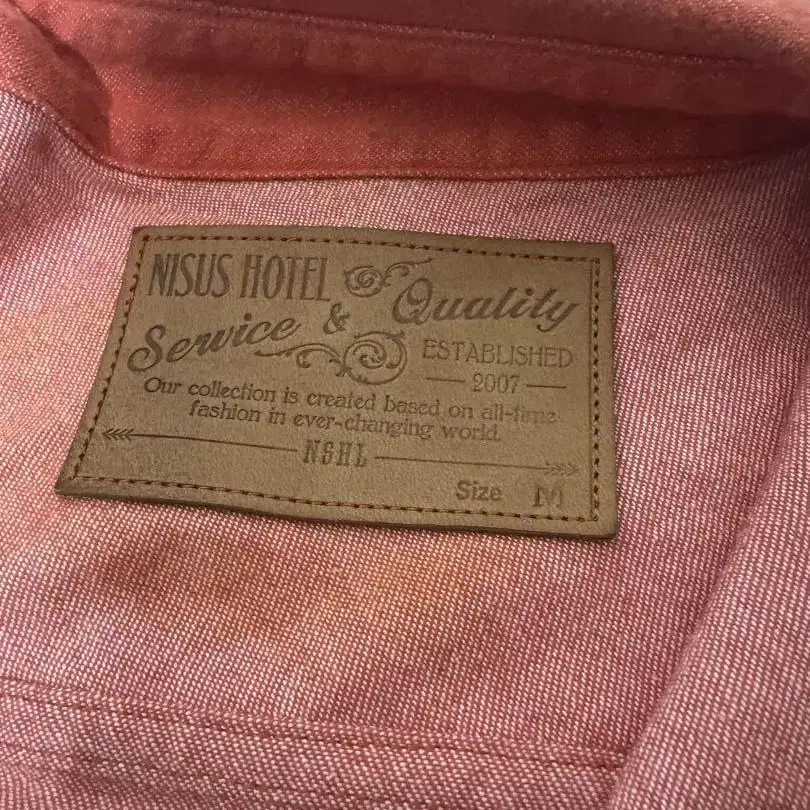 NISUS HOTEL
Service & Quality
ESTABLISHED
2007
Our collection is created based on all-time
fashion in ever-changing world.
NSHL
Size M